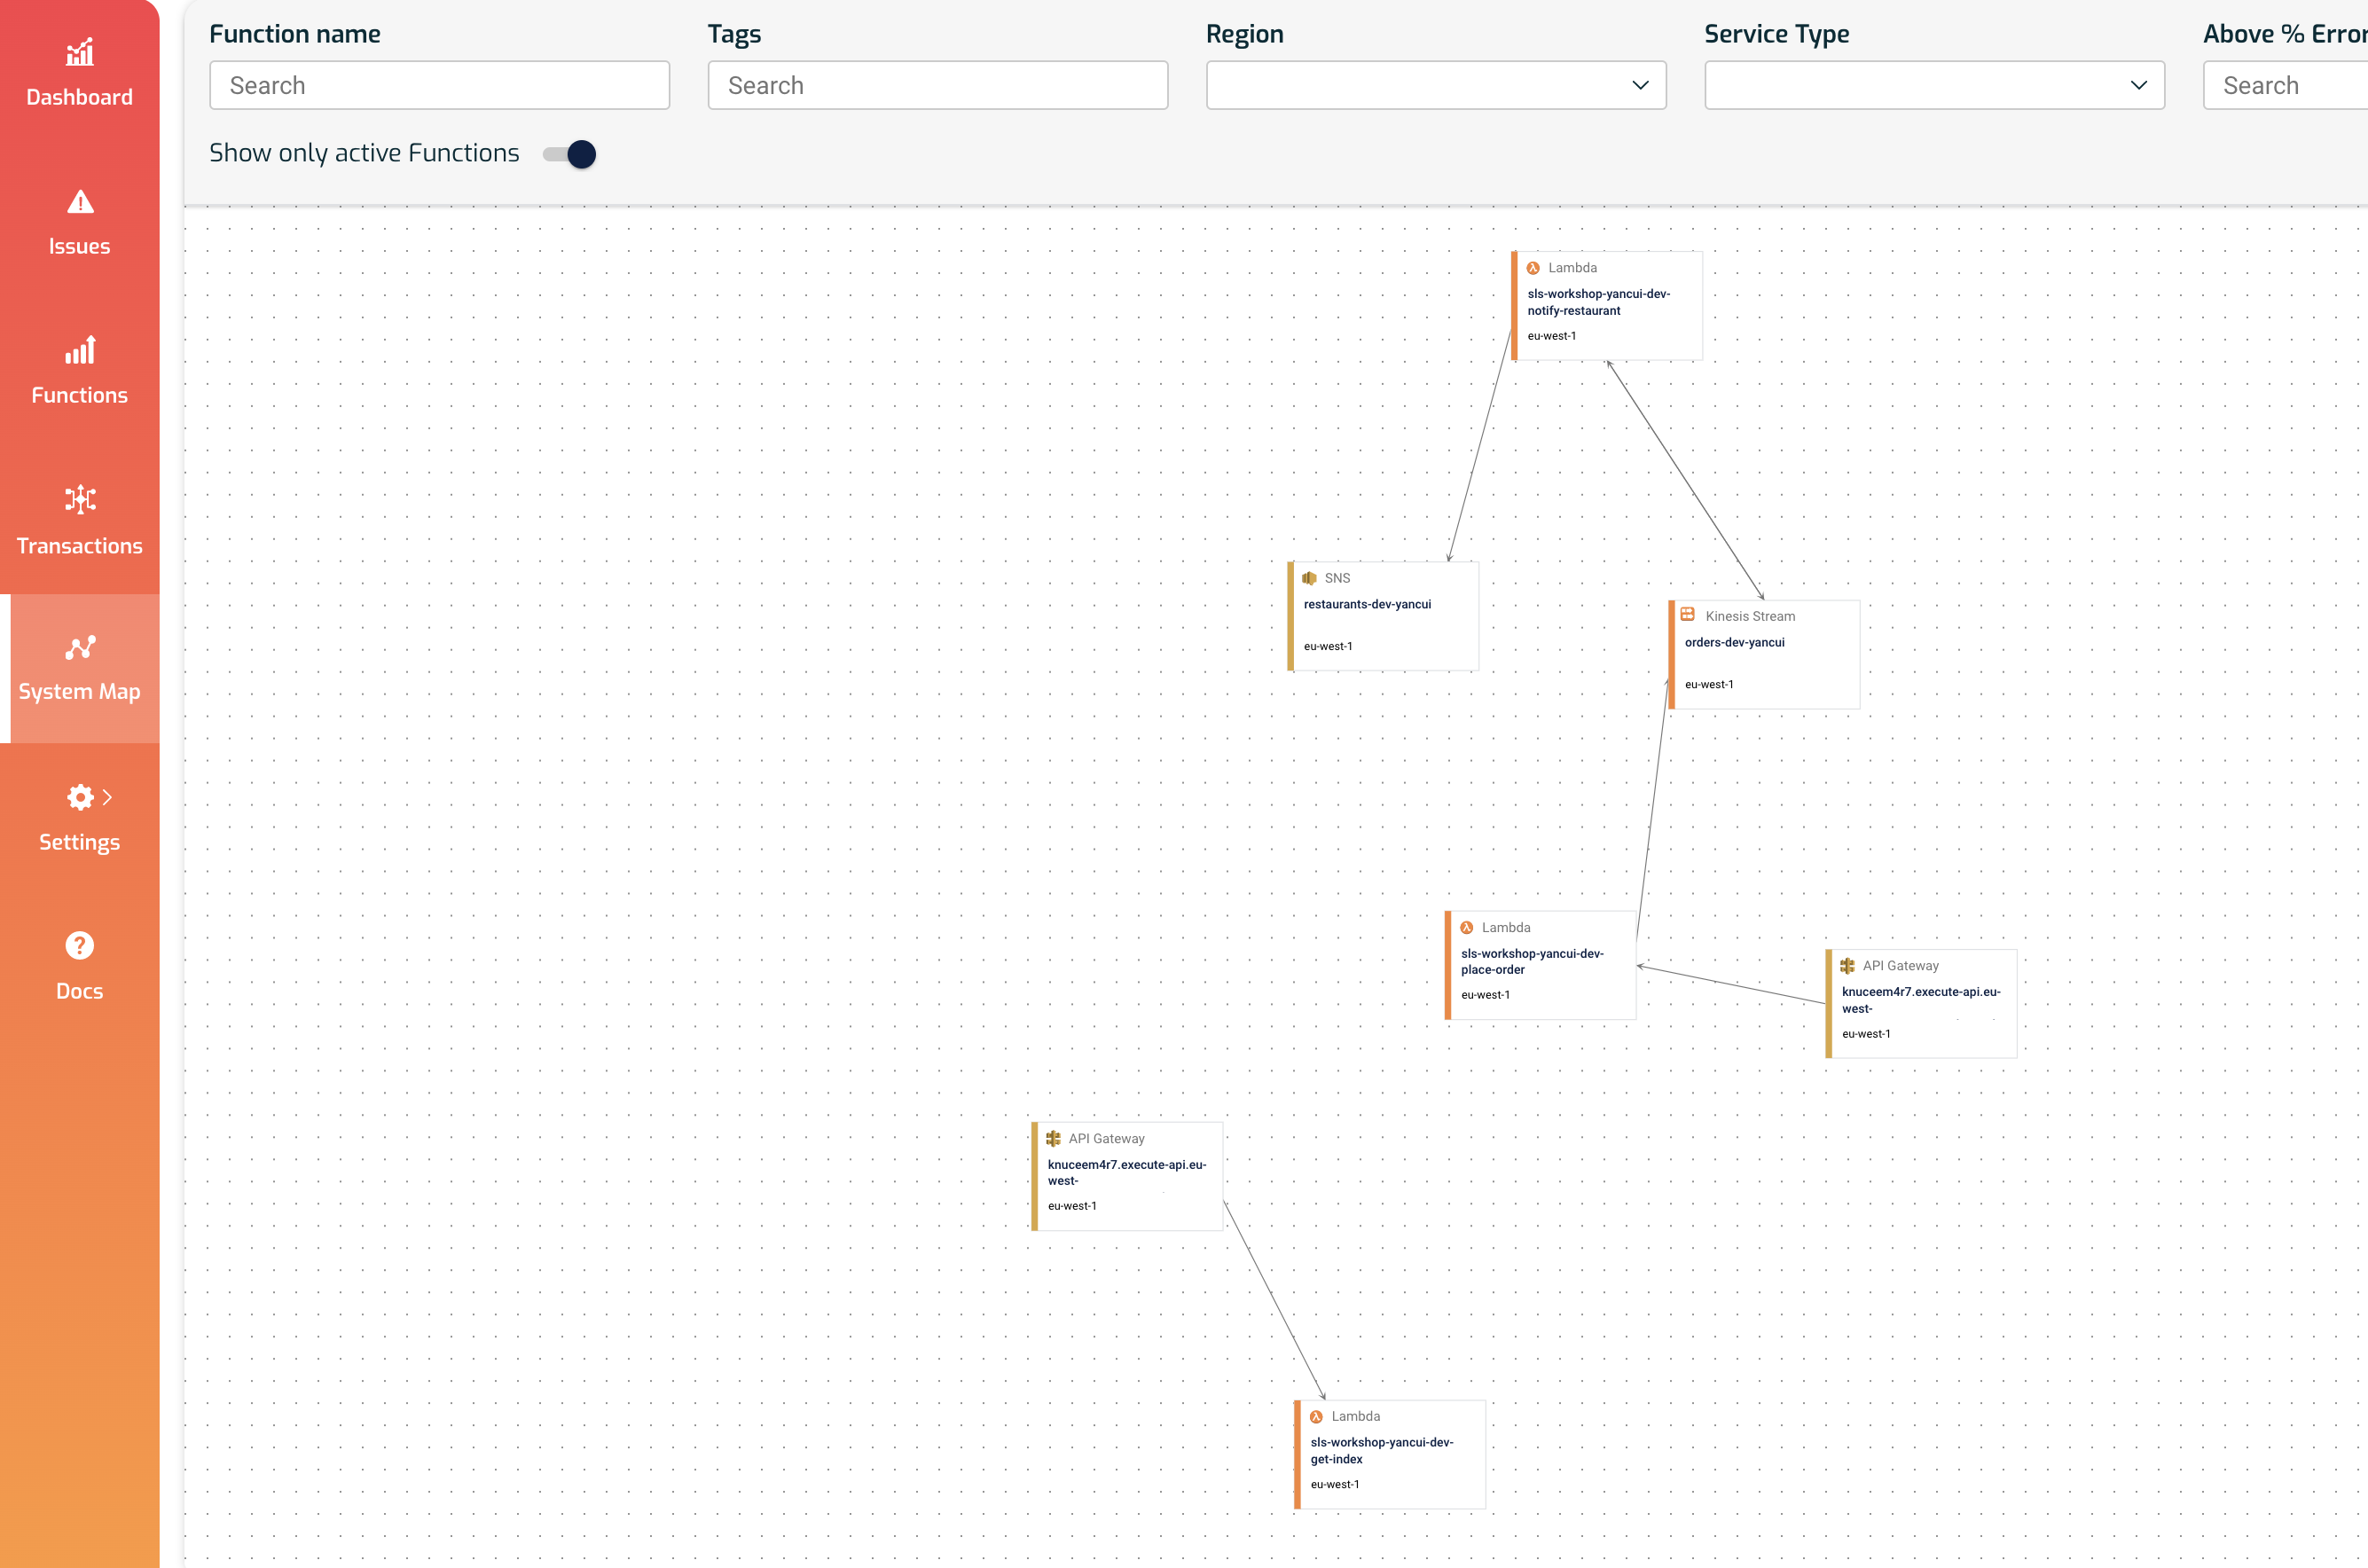 Dashboard
Issues
Functions
Transactions
System Map
Settings
Docs
Function name
Tags
Region
Service Type
Above % Error
Search
Search
Search
Show only active Functions
Lambda
sls-workshop-yancui-dev-
notify-restaurant
eu-west-1
SNS
restaurants-dev-yancui
eu-west-1
Kinesis Stream
orders-dev-yancui
eu-west-1
Lambda
sls-workshop-yancui-dev-
place-order
eu-west-1
API Gateway
knuceem4r7.execute-api.eu-
west-
eu-west-1
API Gateway
knuceem4r7.execute-api.eu-
west-
eu-west-1
Lambda
sls-workshop-yancui-dev-
get-index
eu-west-1